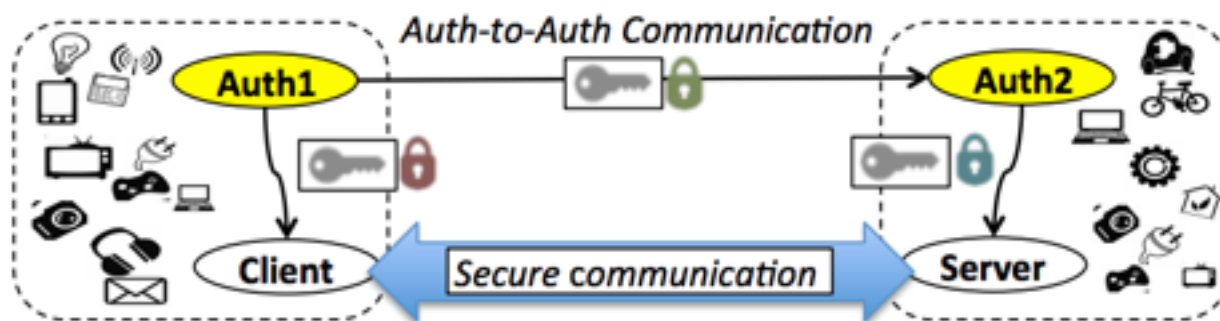 Auth-to-Auth Communication
Auth1
Auth2
Client
Secure communication
Server